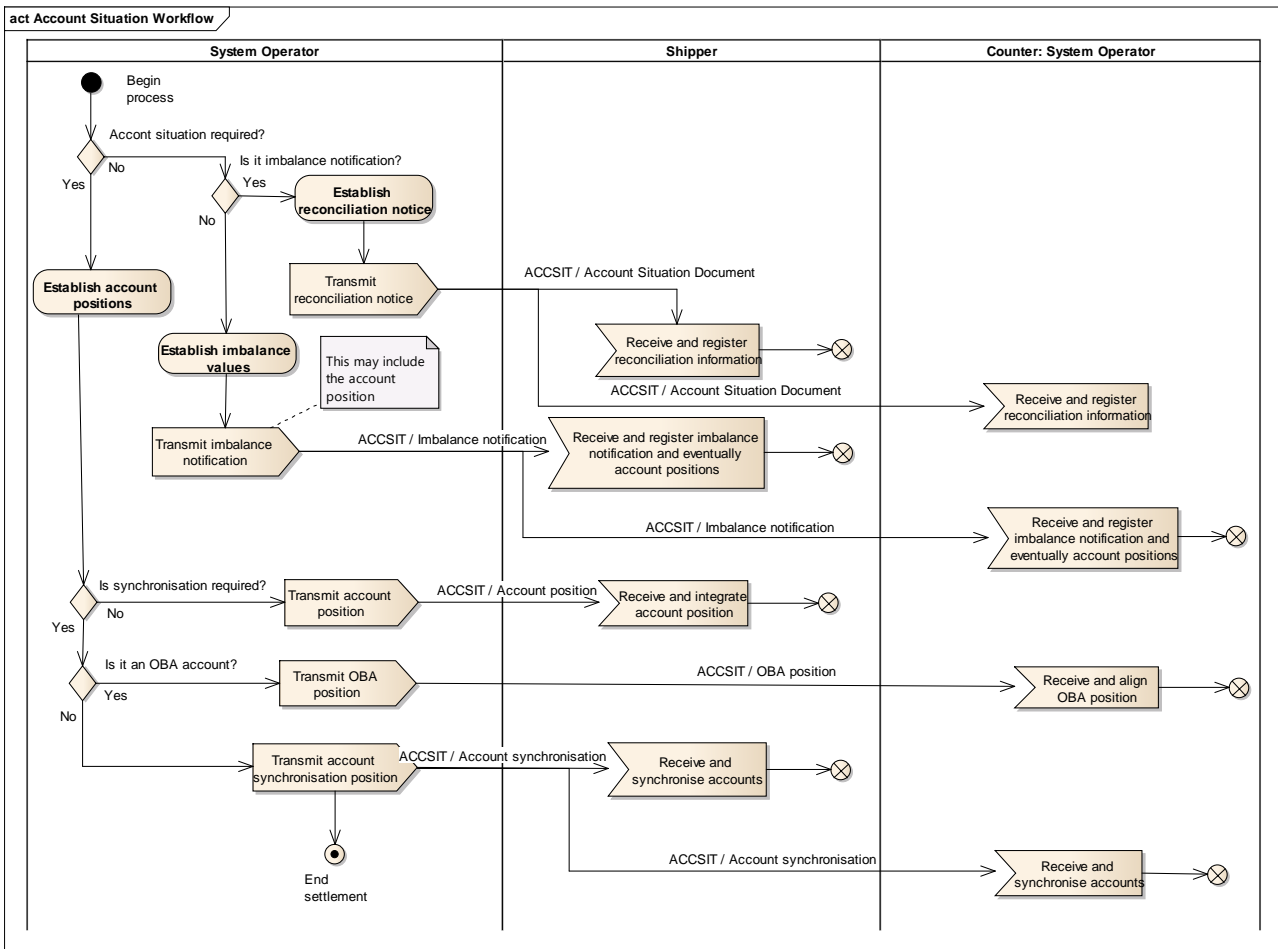 act Account Situation Workflow
System Operator
Shipper
Counter: System Operator
Begin
process
Accont situation required?
No
Yes
Is it imbalance notification?
Yes
No
Establish
reconciliation notice
Transmit
reconciliation notice
ACCSIT / Account Situation Document
Establish account
positions
Receive and register
reconciliation information
Establish imbalance
values
This may include
the account
position
ACCSIT / Account Situation Document
Receive and register
reconciliation information
Transmit imbalance
notification
ACCSIT / Imbalance notification
Receive and register imbalance
notification and eventually
account positions
ACCSIT / Imbalance notification
Receive and register
imbalance notification and
eventually account positions
Is synchronisation required?
No
Yes
Transmit account
position
ACCSIT / Account position
Receive and integrate
account position
Is it an OBA account?
Yes
No
Transmit OBA
position
ACCSIT / OBA position
Receive and align
OBA position
Transmit account
synchronisation position
ACCSIT / Account synchronisation
Receive and
synchronise accounts
End
settlement
ACCSIT / Account synchronisation
Receive and
synchronise accounts